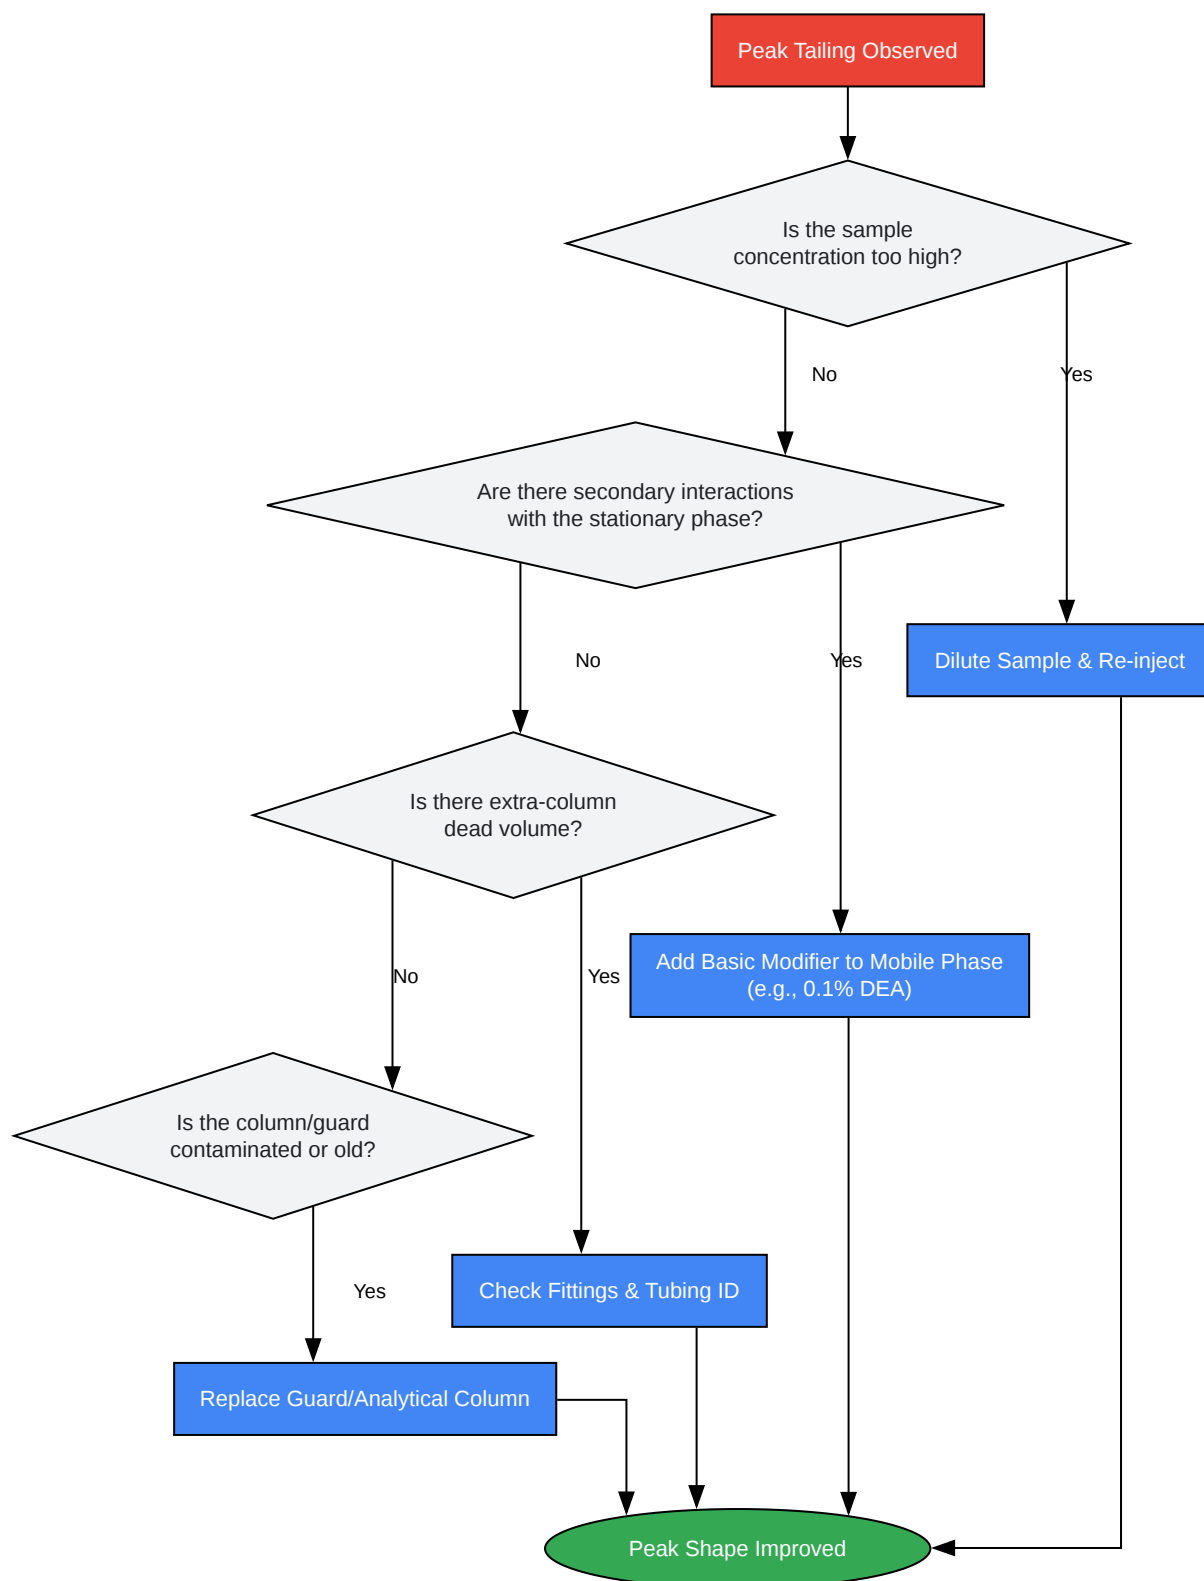 Peak Tailing Observed
Is the sample
concentration too high?
No
Yes
Are there secondary interactions
with the stationary phase?
No
Yes
Dilute Sample & Re-inject
Is there extra-column
dead volume?
Add Basic Modifier to Mobile Phase
(e.g., 0.1% DEA)
No
Yes
Is the column/guard
contaminated or old?
Yes
Check Fittings & Tubing ID
Replace Guard/Analytical Column
Peak Shape Improved